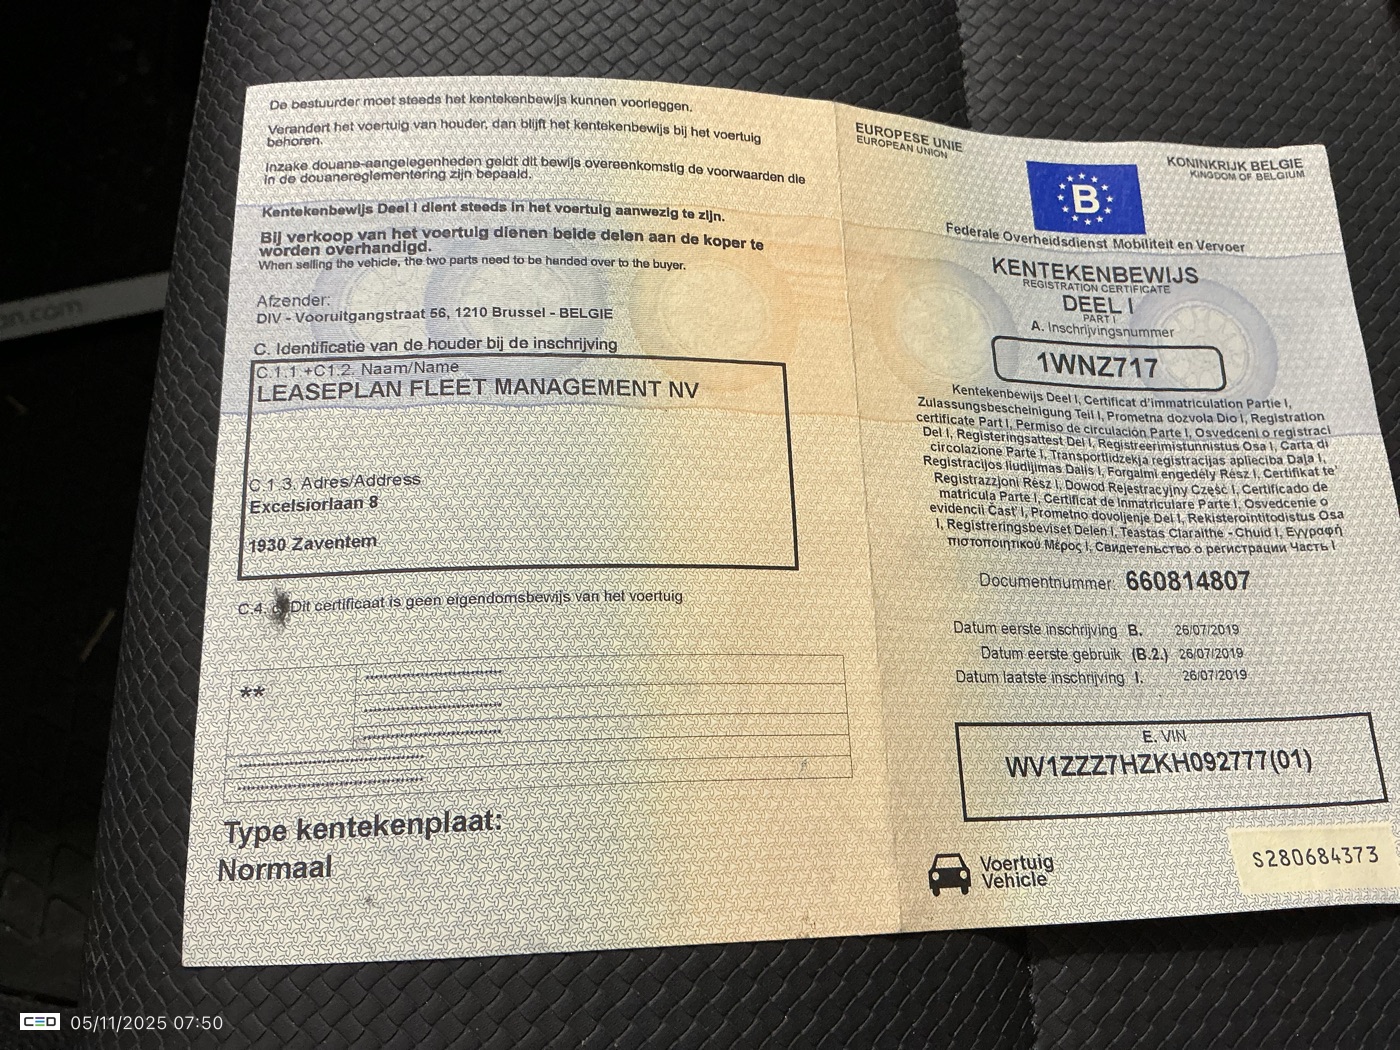 De bestuurder moet steeds het kentekenbewijs kunnen voorleggen.
Verandert het voertuig van houder, dan blijft het kentekenbewijs bij het voertuig
behoren.
Inzake douane-aangelegenheden geldt dit bewijs overeenkomstig de voorwaarden die
in de douanereglementering zijn bepaald.
Kentekenbewijs Deel I dient steeds in het voertuig aanwezig te zijn.
Bij verkoop van het voertuig dienen beide delen aan de koper te
worden overhandigd.
When selling the vehicle, the two parts need to be handed over to the buyer.
Afzender:
DIV - Vooruitgangstraat 56, 1210 Brussel - BELGIE
C. Identificatie van de houder bij de inschrijving
C.1.1.+C1.2. Naam/Name
LEASEPLAN FLEET MANAGEMENT NV
C.1.3. Adres/Address
Excelsiorlaan 8
1930 Zaventem
C.4. Dit certificaat is geen eigendomsbewijs van het voertuig
**
Type kentekenplaat:
Normaal
EUROPESE UNIE
EUROPEAN UNION
KONINKRIJK BELGIE
KINGDOM OF BELGIUM
B
Federale Overheidsdienst Mobiliteit en Vervoer
KENTEKENBEWIJS
REGISTRATION CERTIFICATE
DEEL I
PART I
A. Inschrijvingsnummer
1WNZ717
Kentekenbewijs Deel I, Certificat d'immatriculation Partie I,
Zulassungsbescheinigung Teil I, Prometna dozvola Dio I, Registration
certificate Part I, Permiso de circulación Parte I, Osvedceni o registraci
Del I, Registeringsattest Del I, Registreerimistunnistus Osa I, Carta di
circolazione Parte I, Transportlidzekja registracijas aplieciba Daļa I,
Registracijos liudijimas Dalis I, Forgalmi engedély Rész I, Certifikat te'
Registrazzjoni Rész I, Dowod Rejestracyjny Część I, Certificado de
matricula Parte I, Certificat de Inmatriculare Parte I, Osvedcenie o
evidencii Časť I, Prometno dovoljenje Del I, Rekisterointitodistus Osa
I, Registreringsbeviset Delen I, Teastas Claraithe - Chuid I, Εγγραφή
πιστοποιητικού Μέρος I, Свидетельство о регистрации Часть I
Documentnummer: 660814807
Datum eerste inschrijving B. 26/07/2019
Datum eerste gebruik (B.2.) 26/07/2019
Datum laatste inschrijving I. 26/07/2019
E. VIN
WV1ZZZ7HZKH092777(01)
Voertuig
Vehicle
S280684373
CED 05/11/2025 07:50